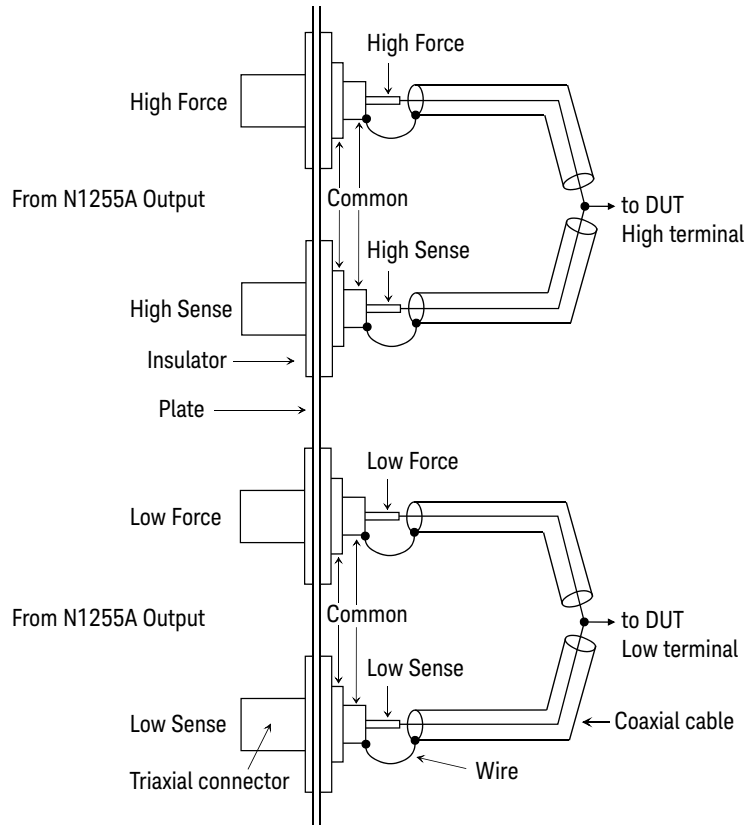 High Force
High Force
From N1255A Output
Common
to DUT
High terminal
High Sense
High Sense
Insulator
Plate
Low Force
Low Force
From N1255A Output
Common
to DUT
Low terminal
Low Sense
Low Sense
Coaxial cable
Triaxial connector
Wire